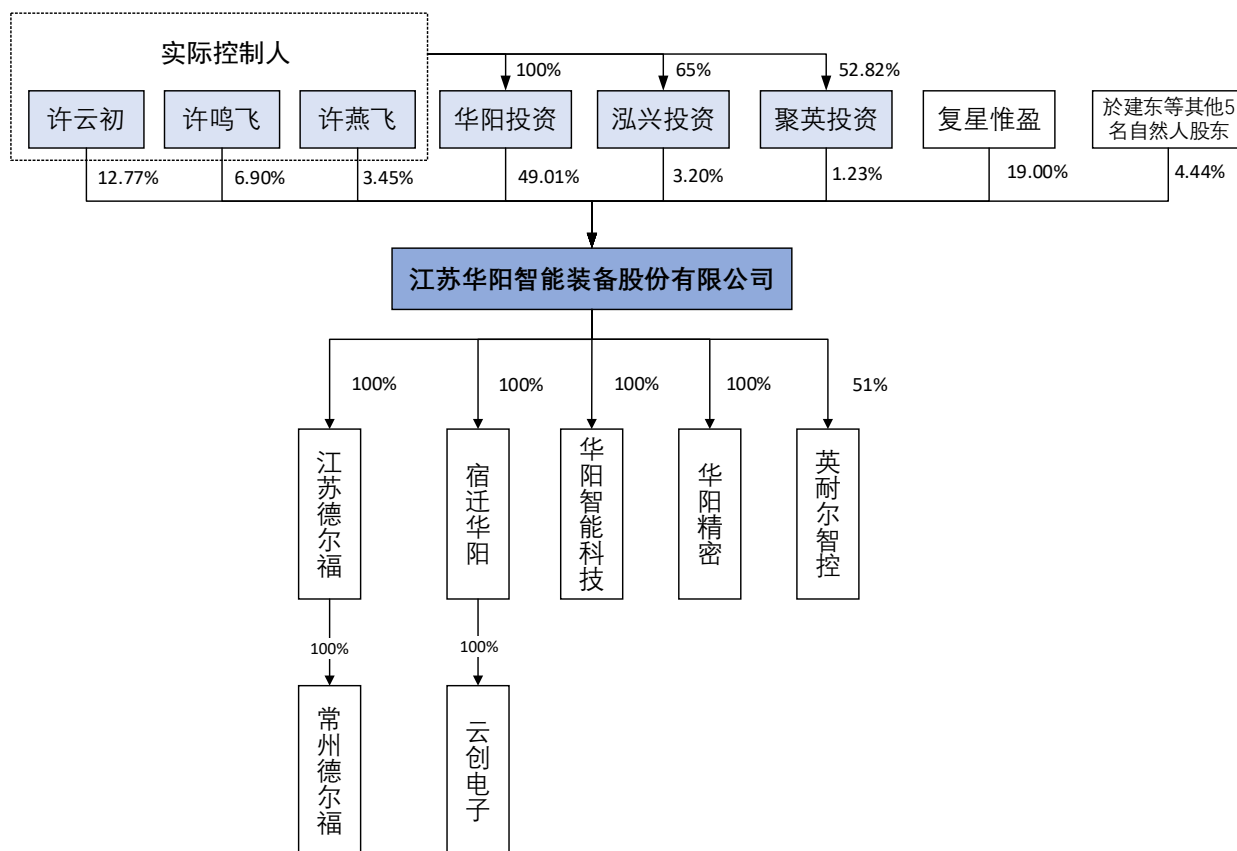 实际控制人
100%
65%
52.82%
许云初
许鸣飞
许燕飞
华阳投资
泓兴投资
聚英投资
复星惟盈
於建东等其他5
名自然人股东
12.77%
6.90%
3.45%
49.01%
3.20%
1.23%
19.00%
4.44%
江苏华阳智能装备股份有限公司
100%
100%
100%
100%
51%
江苏德尔福
宿迁华阳
华阳智能科技
华阳精密
英耐尔智控
100%
100%
常州德尔福
云创电子